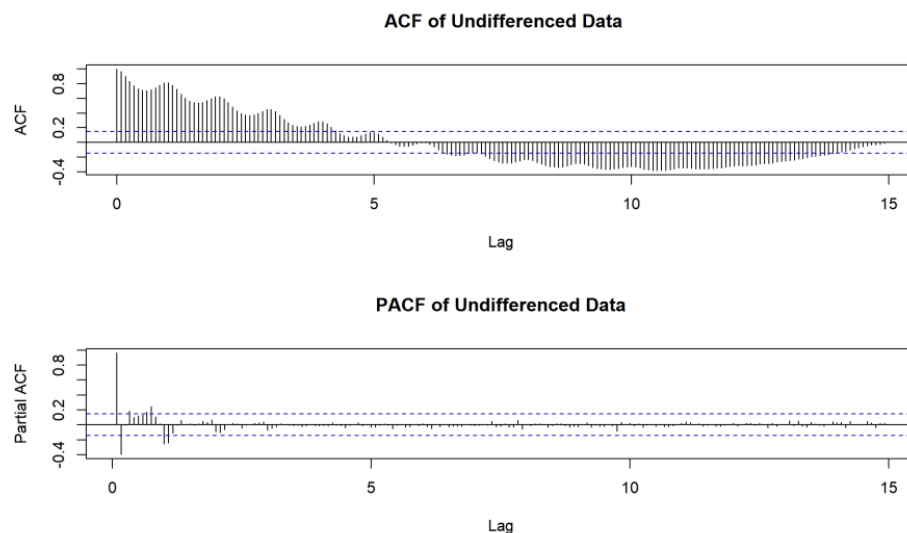 ACF of Undifferenced Data
ACF
0.8
0.2
-0.4
0
5
10
15
Lag
PACF of Undifferenced Data
Partial ACF
0.8
0.2
-0.4
0
5
10
15
Lag